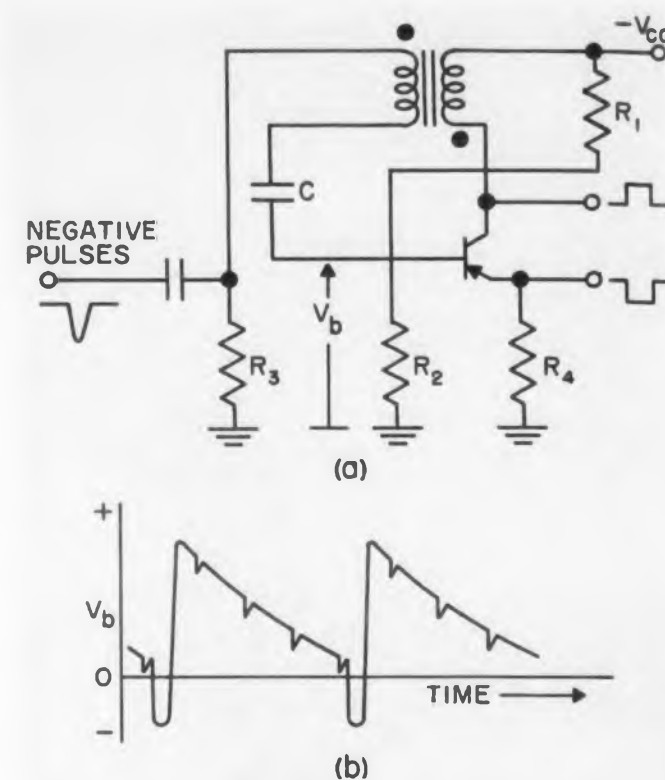 -Vcc
R1
C
NEGATIVE
PULSES
Vb
R3
R2
R4
(a)
+
Vb
0
-
TIME
(b)